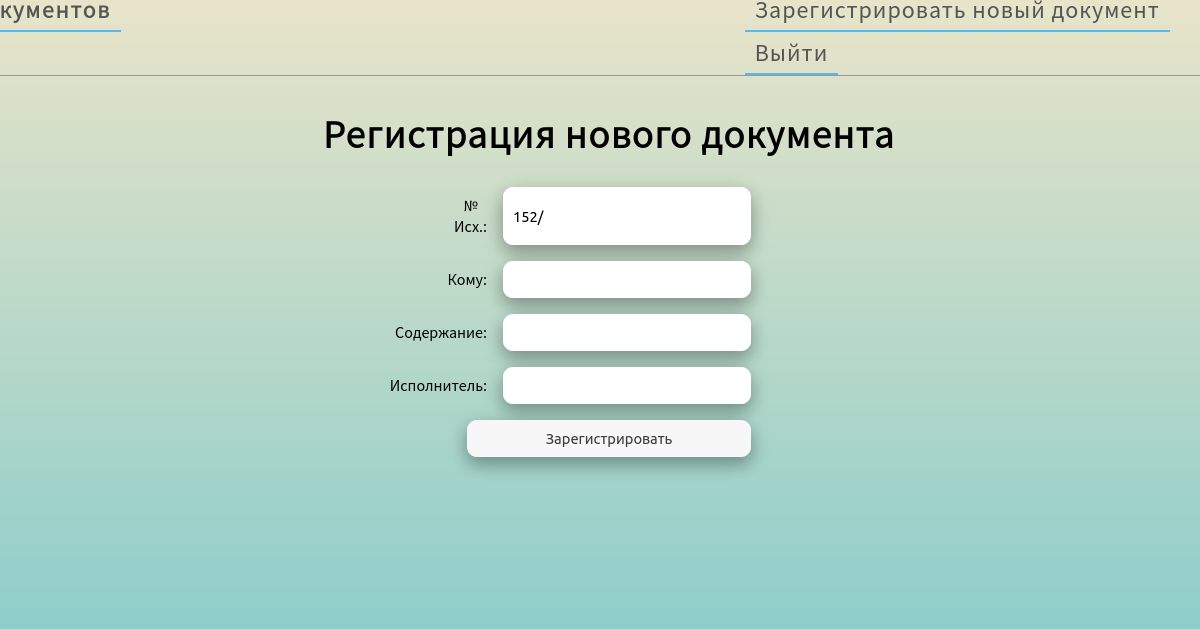 кументов
Зарегистрировать новый документ
Выйти
Регистрация нового документа
№
Исх.:
152/
Кому:
Содержание:
Исполнитель:
Зарегистрировать